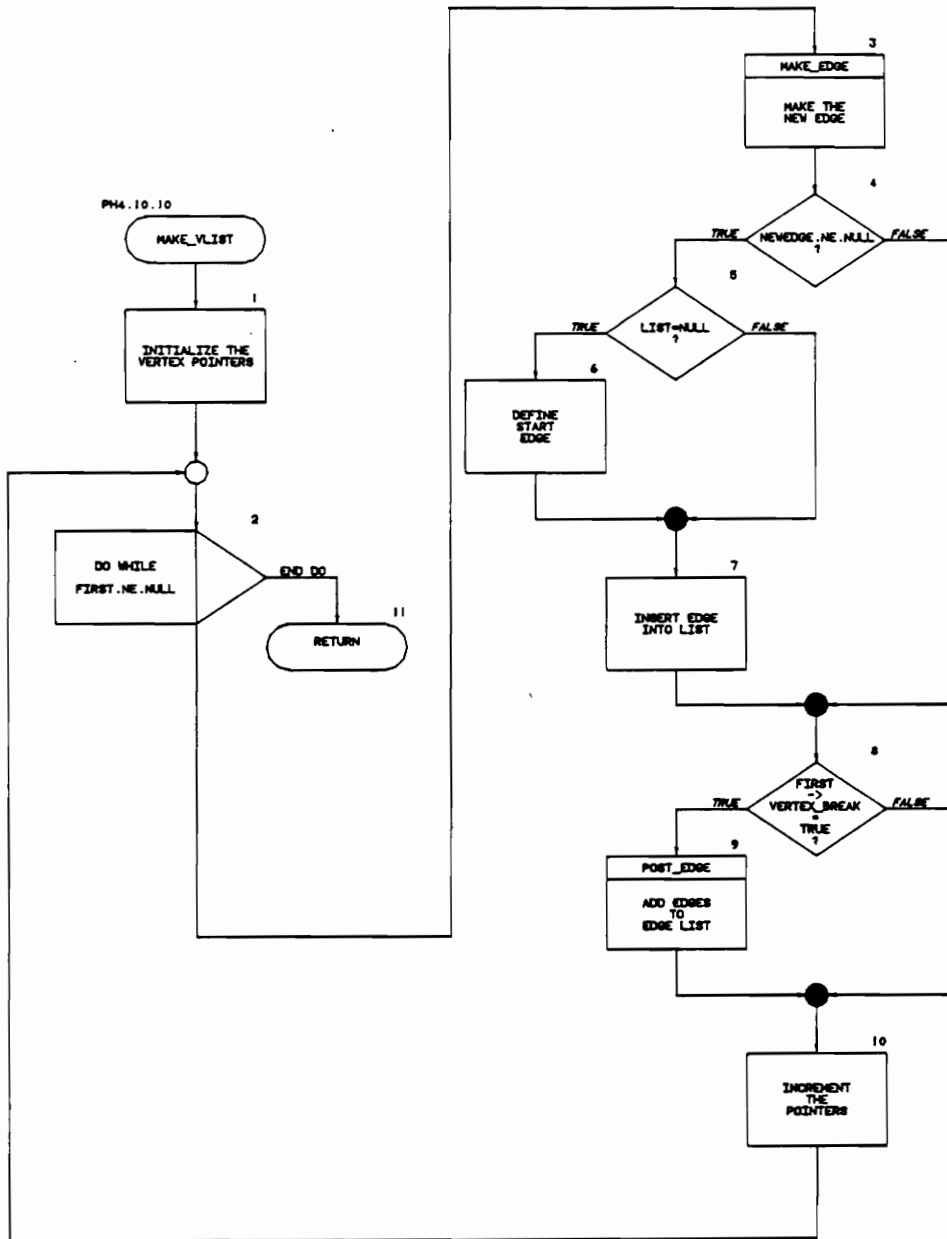 PH4.10.10
MAKE_VLIST
1
INITIALIZE THE
VERTEX POINTERS
2
DO WHILE
FIRST.NE.NULL
END DO
11
RETURN
3
MAKE_EDGE
MAKE THE
NEW EDGE
4
NEWEDGE.NE.NULL
?
TRUE
FALSE
5
LIST=NULL
?
TRUE
FALSE
6
DEFINE
START
EDGE
7
INSERT EDGE
INTO LIST
8
FIRST
->
VERTEX_BREAK
=
TRUE
?
TRUE
FALSE
9
POST_EDGE
ADD EDGES
TO
EDGE LIST
10
INCREMENT
THE
POINTERS